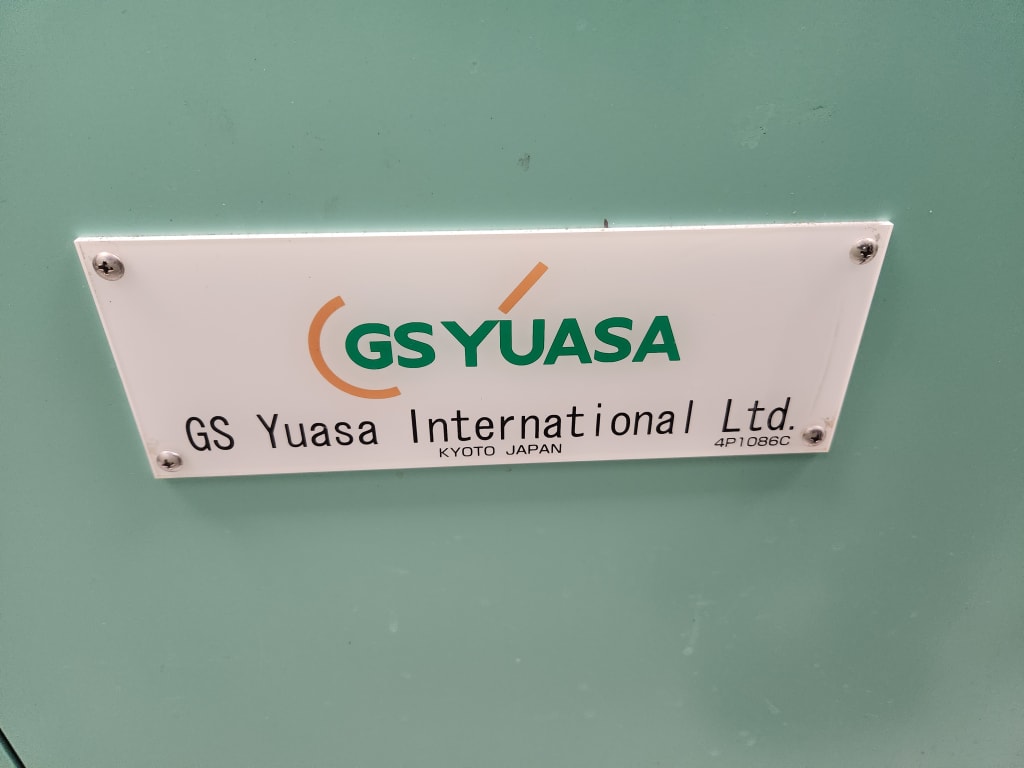 GS YUASA
GS Yuasa International Ltd.
KYOTO JAPAN
4P1086C